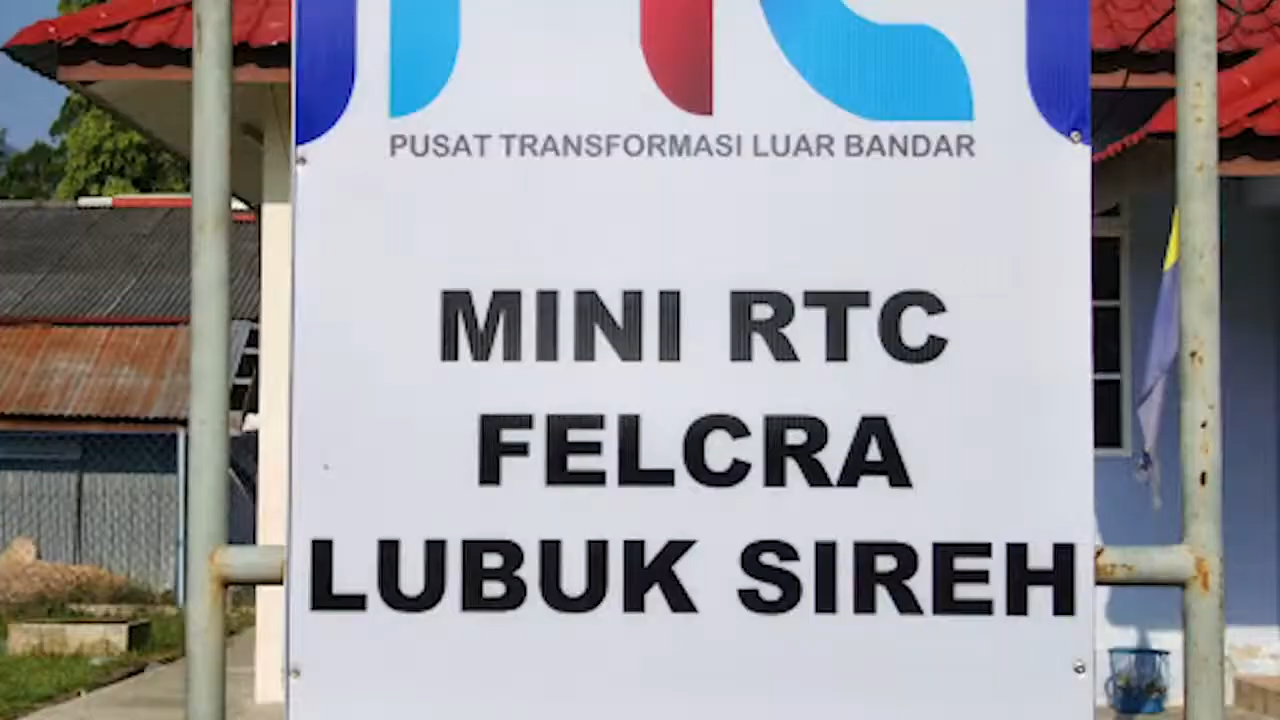 PUSAT TRANSFORMASI LUAR BANDAR
MINI RTC
FELCRA
LUBUK SIREH